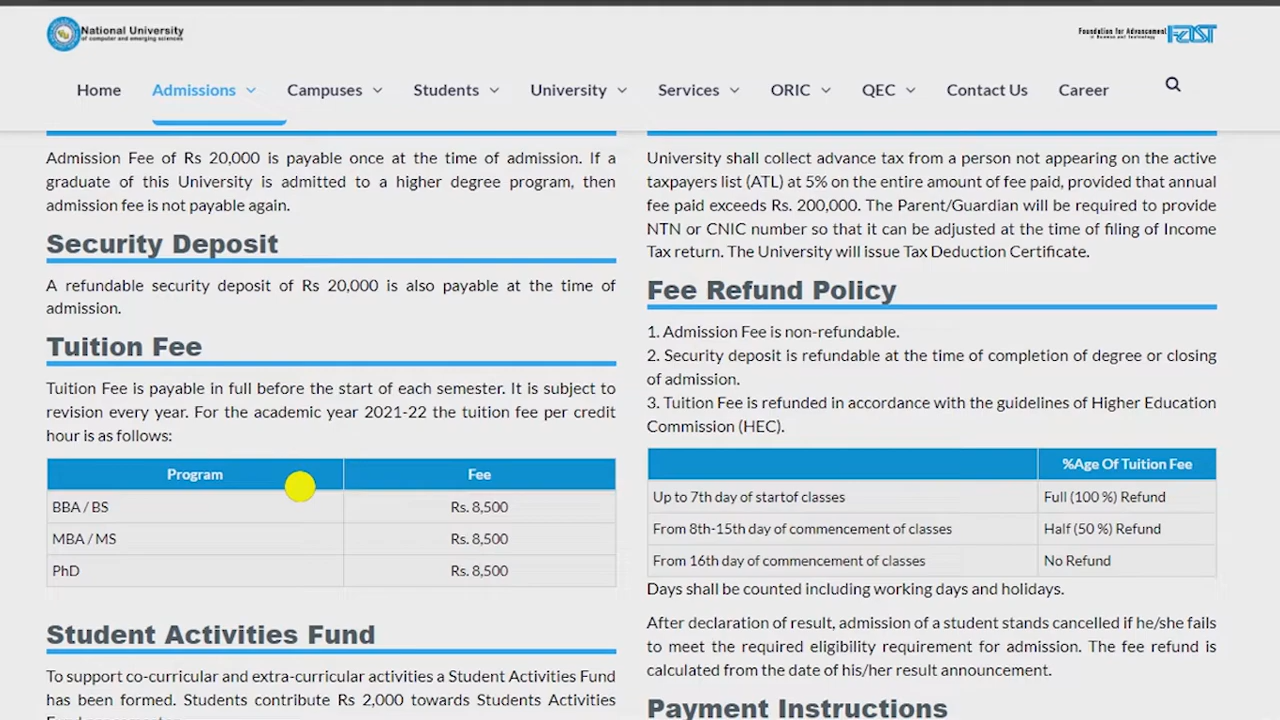 National University
of computer and emerging sciences
Foundation for Advancement
of Science and Technology
FAST
Home
Admissions
Campuses
Students
University
Services
ORIC
QEC
Contact Us
Career
Admission Fee of Rs 20,000 is payable once at the time of admission. If a
graduate of this University is admitted to a higher degree program, then
admission fee is not payable again.
Security Deposit
A refundable security deposit of Rs 20,000 is also payable at the time of
admission.
Tuition Fee
Tuition Fee is payable in full before the start of each semester. It is subject to
revision every year. For the academic year 2021-22 the tuition fee per credit
hour is as follows:
Program Fee
BBA / BS Rs. 8,500
MBA / MS Rs. 8,500
PhD Rs. 8,500
Student Activities Fund
To support co-curricular and extra-curricular activities a Student Activities Fund
has been formed. Students contribute Rs 2,000 towards Students Activities
University shall collect advance tax from a person not appearing on the active
taxpayers list (ATL) at 5% on the entire amount of fee paid, provided that annual
fee paid exceeds Rs. 200,000. The Parent/Guardian will be required to provide
NTN or CNIC number so that it can be adjusted at the time of filing of Income
Tax return. The University will issue Tax Deduction Certificate.
Fee Refund Policy
1. Admission Fee is non-refundable.
2. Security deposit is refundable at the time of completion of degree or closing
of admission.
3. Tuition Fee is refunded in accordance with the guidelines of Higher Education
Commission (HEC).
%Age Of Tuition Fee
Up to 7th day of startof classes Full (100 %) Refund
From 8th-15th day of commencement of classes Half (50 %) Refund
From 16th day of commencement of classes No Refund
Days shall be counted including working days and holidays.
After declaration of result, admission of a student stands cancelled if he/she fails
to meet the required eligibility requirement for admission. The fee refund is
calculated from the date of his/her result announcement.
Payment Instructions